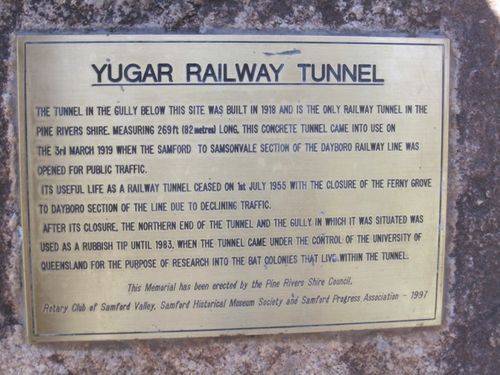 YUGAR RAILWAY TUNNEL
THE TUNNEL IN THE GULLY BELOW THIS SITE WAS BUILT IN 1918 AND IS THE ONLY RAILWAY TUNNEL IN THE
PINE RIVERS SHIRE. MEASURING 269ft (82 metres) LONG, THIS CONCRETE TUNNEL CAME INTO USE ON
THE 3rd MARCH 1919 WHEN THE SAMFORD TO SAMSONVALE SECTION OF THE DAYBORO RAILWAY LINE WAS
OPENED FOR PUBLIC TRAFFIC.
ITS USEFUL LIFE AS A RAILWAY TUNNEL CEASED ON 1st JULY 1955 WITH THE CLOSURE OF THE FERNY GROVE
TO DAYBORO SECTION OF THE LINE DUE TO DECLINING TRAFFIC.
AFTER ITS CLOSURE, THE NORTHERN END OF THE TUNNEL AND THE GULLY, IN WHICH IT WAS SITUATED WAS
USED AS A RUBBISH TIP UNTIL 1983, WHEN THE TUNNEL CAME UNDER THE CONTROL OF THE UNIVERSITY OF
QUEENSLAND FOR THE PURPOSE OF RESEARCH INTO THE BAT COLONIES THAT LIVE WITHIN THE TUNNEL.
This Memorial has been erected by the Pine Rivers Shire Council,
Rotary Club of Samford Valley, Samford Historical Museum Society and Samford Progress Association - 1997